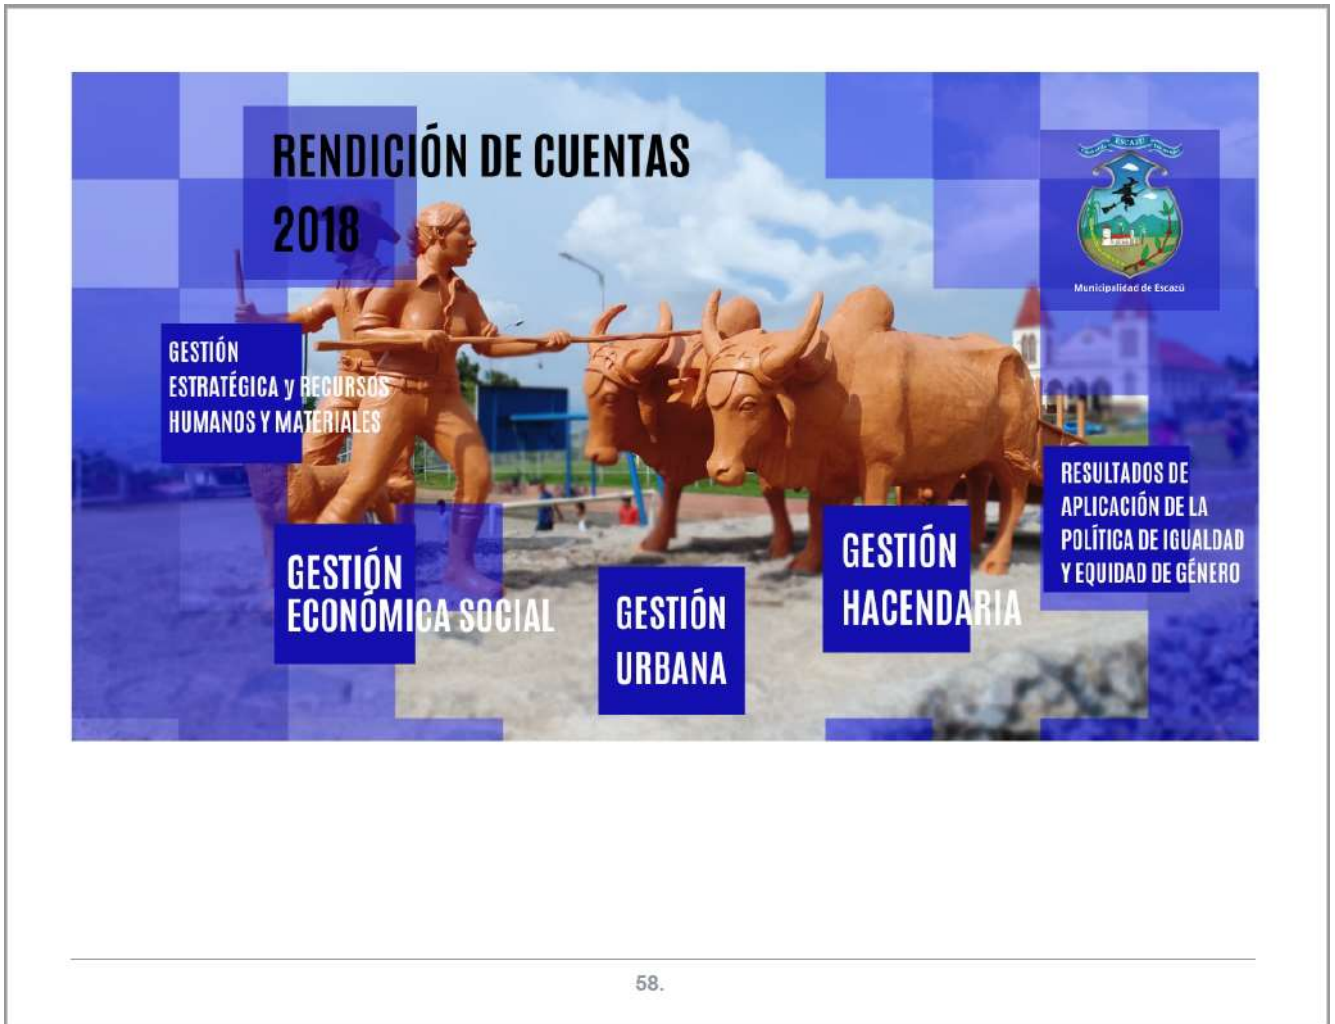 RENDICIÓN DE CUENTAS
2018
ESCAZÚ
Municipalidad de Escazú
GESTIÓN
ESTRATÉGICA y RECURSOS
HUMANOS Y MATERIALES
GESTIÓN
ECONÓMICA SOCIAL
GESTIÓN
URBANA
GESTIÓN
HACENDARIA
RESULTADOS DE
APLICACIÓN DE LA
POLÍTICA DE IGUALDAD
Y EQUIDAD DE GÉNERO
58.